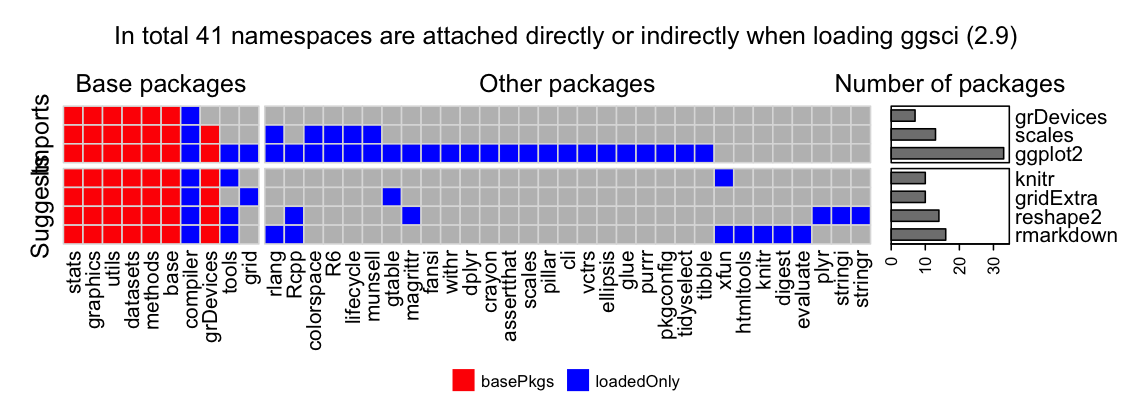 In total 41 namespaces are attached directly or indirectly when loading ggsci (2.9)
Base packages
Other packages
Number of packages
Imports
Suggests
grDevices
scales
ggplot2
knitr
gridExtra
reshape2
rmarkdown
stats
graphics
utils
datasets
methods
base
compiler
grDevices
tools
grid
rlang
Rcpp
colorspace
R6
lifecycle
munsell
gtable
magrittr
fansi
withr
dplyr
crayon
assertthat
scales
pillar
cli
vctrs
ellipsis
glue
purrr
pkgconfig
tidyselect
tibble
xfun
htmltools
knitr
digest
evaluate
plyr
stringi
stringr
0
10
20
30
basePkgs
loadedOnly